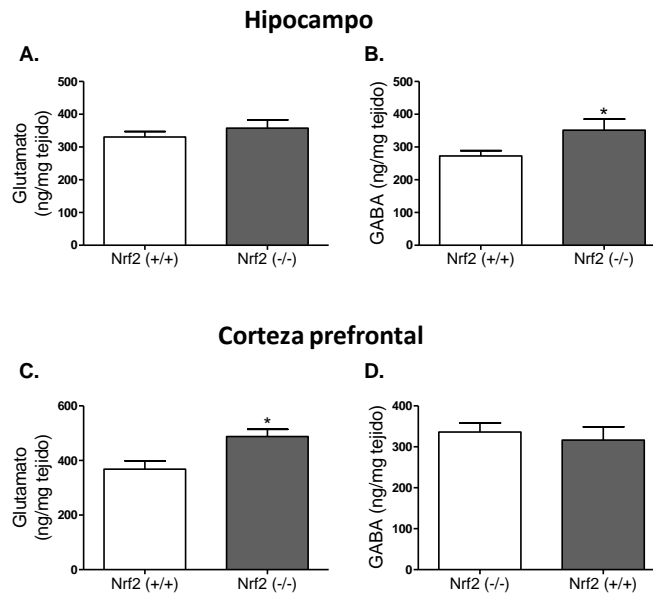 Hipocampo
A.
Glutamato
(ng/mg tejido)
500
400
300
200
100
0
Nrf2 (+/+)
Nrf2 (-/-)
B.
GABA (ng/mg tejido)
500
400
300
200
100
0
*
Nrf2 (+/+)
Nrf2 (-/-)
Corteza prefrontal
C.
Glutamato
(ng/mg tejido)
600
400
200
0
*
Nrf2 (+/+)
Nrf2 (-/-)
D.
GABA (ng/mg tejido)
400
300
200
100
0
Nrf2 (-/-)
Nrf2 (+/+)